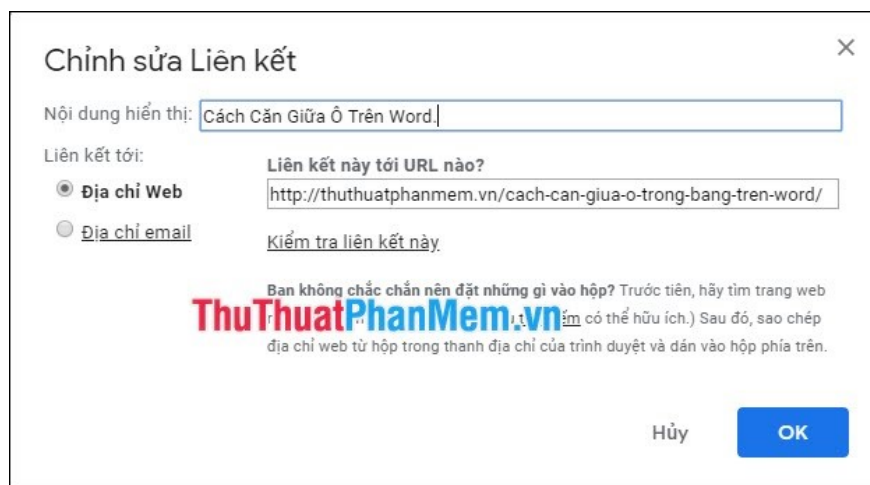 Chỉnh sửa Liên kết
Nội dung hiển thị: Cách Căn Giữa Ô Trên Word.
Liên kết tới:
Liên kết này tới URL nào?
Địa chỉ Web
http://thuthuatphanmem.vn/cach-can-giua-o-trong-bang-tren-word/
Địa chỉ email
Kiểm tra liên kết này
Bạn không chắc chắn nên đặt những gì vào hộp? Trước tiên, hãy tìm trang web
ThuThuatPhanMem.vn
có thể hữu ích.) Sau đó, sao chép
địa chỉ web từ hộp trong thanh địa chỉ của trình duyệt và dán vào hộp phía trên.
Hủy
OK